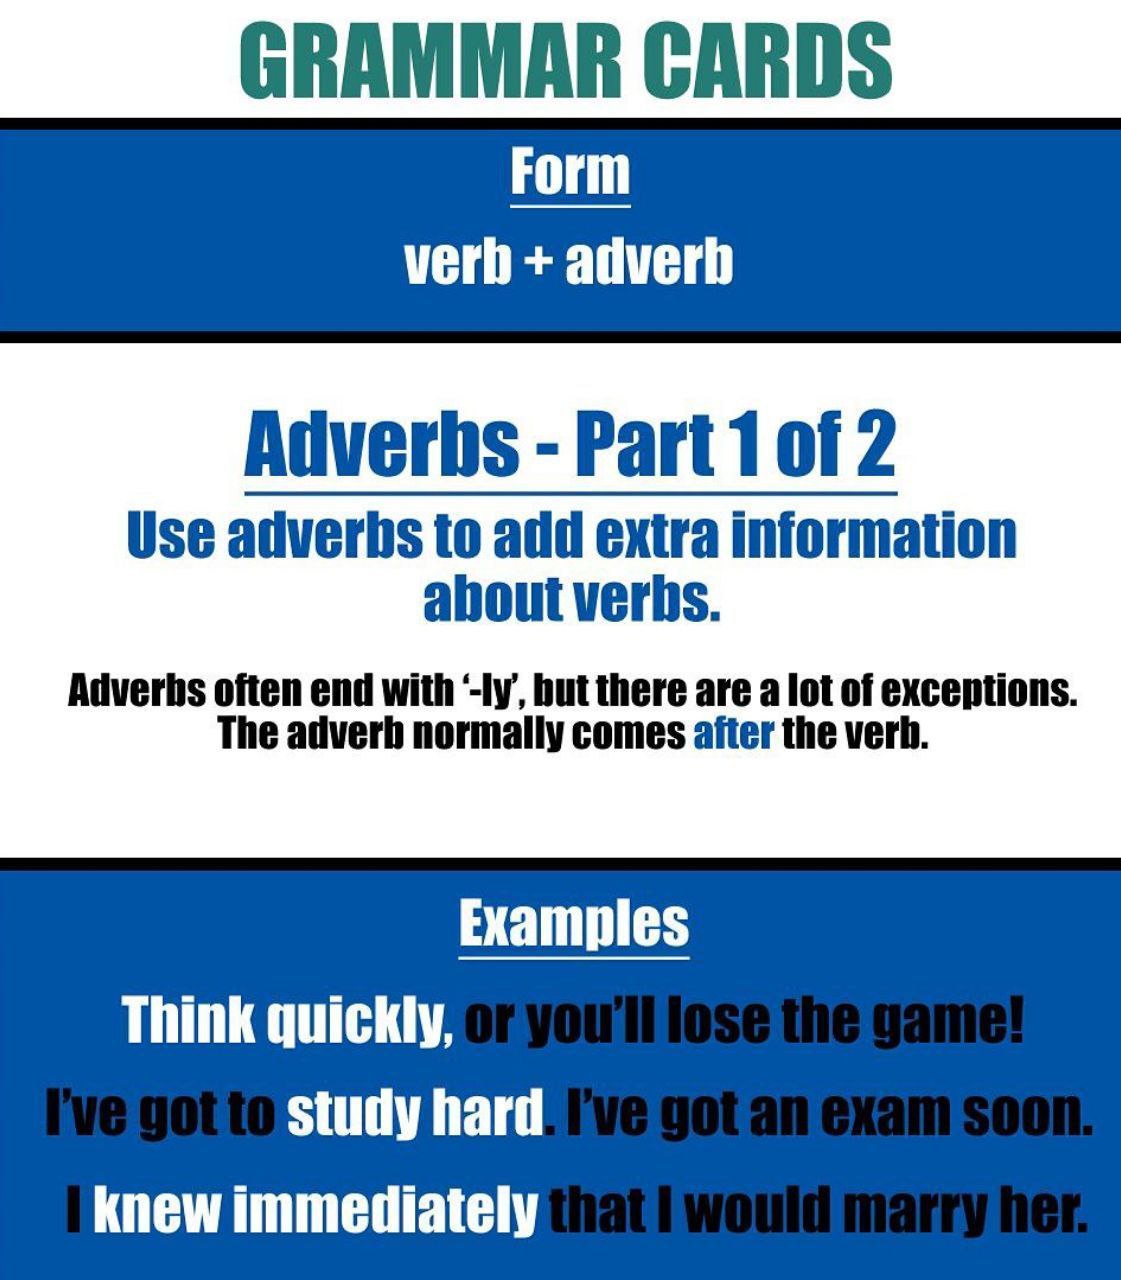 GRAMMAR CARDS
Form
verb + adverb
Adverbs - Part 1 of 2
Use adverbs to add extra information
about verbs.
Adverbs often end with ‘-ly’, but there are a lot of exceptions.
The adverb normally comes after the verb.
Examples
Think quickly, or you’ll lose the game!
I’ve got to study hard. I’ve got an exam soon.
I knew immediately that I would marry her.